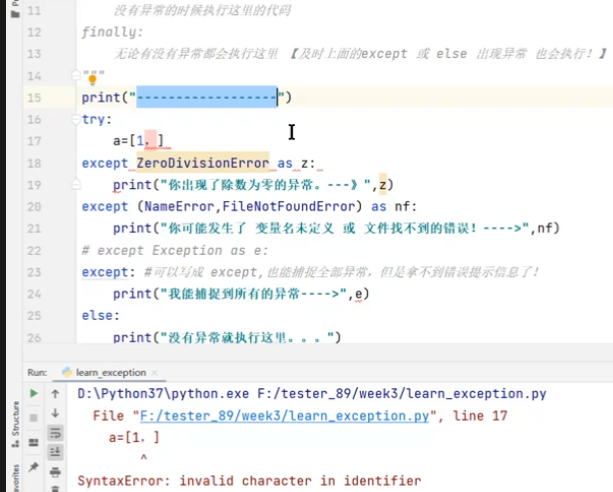 11 没有异常的时候执行这里的代码
12 finally:
13 无论有没有异常都会执行这里 【及时上面的except 或 else 出现异常 也会执行！】
14 """
15 print("------------------")
16 try:
17 a=[1，]
18 except ZeroDivisionError as z:
19 print("你出现了除数为零的异常。---》",z)
20 except (NameError,FileNotFoundError) as nf:
21 print("你可能发生了 变量名未定义 或 文件找不到的错误！---->",nf)
22 # except Exception as e:
23 except: #可以写成 except,也能捕捉全部异常，但是拿不到错误提示信息了！
24 print("我能捕捉到所有的异常---->",e)
25 else:
26 print("没有异常就执行这里。。。")
Run: learn_exception ×
D:\Python37\python.exe F:/tester_89/week3/learn_exception.py
File "F:/tester_89/week3/learn_exception.py", line 17
a=[1，]
^
SyntaxError: invalid character in identifier
Structure